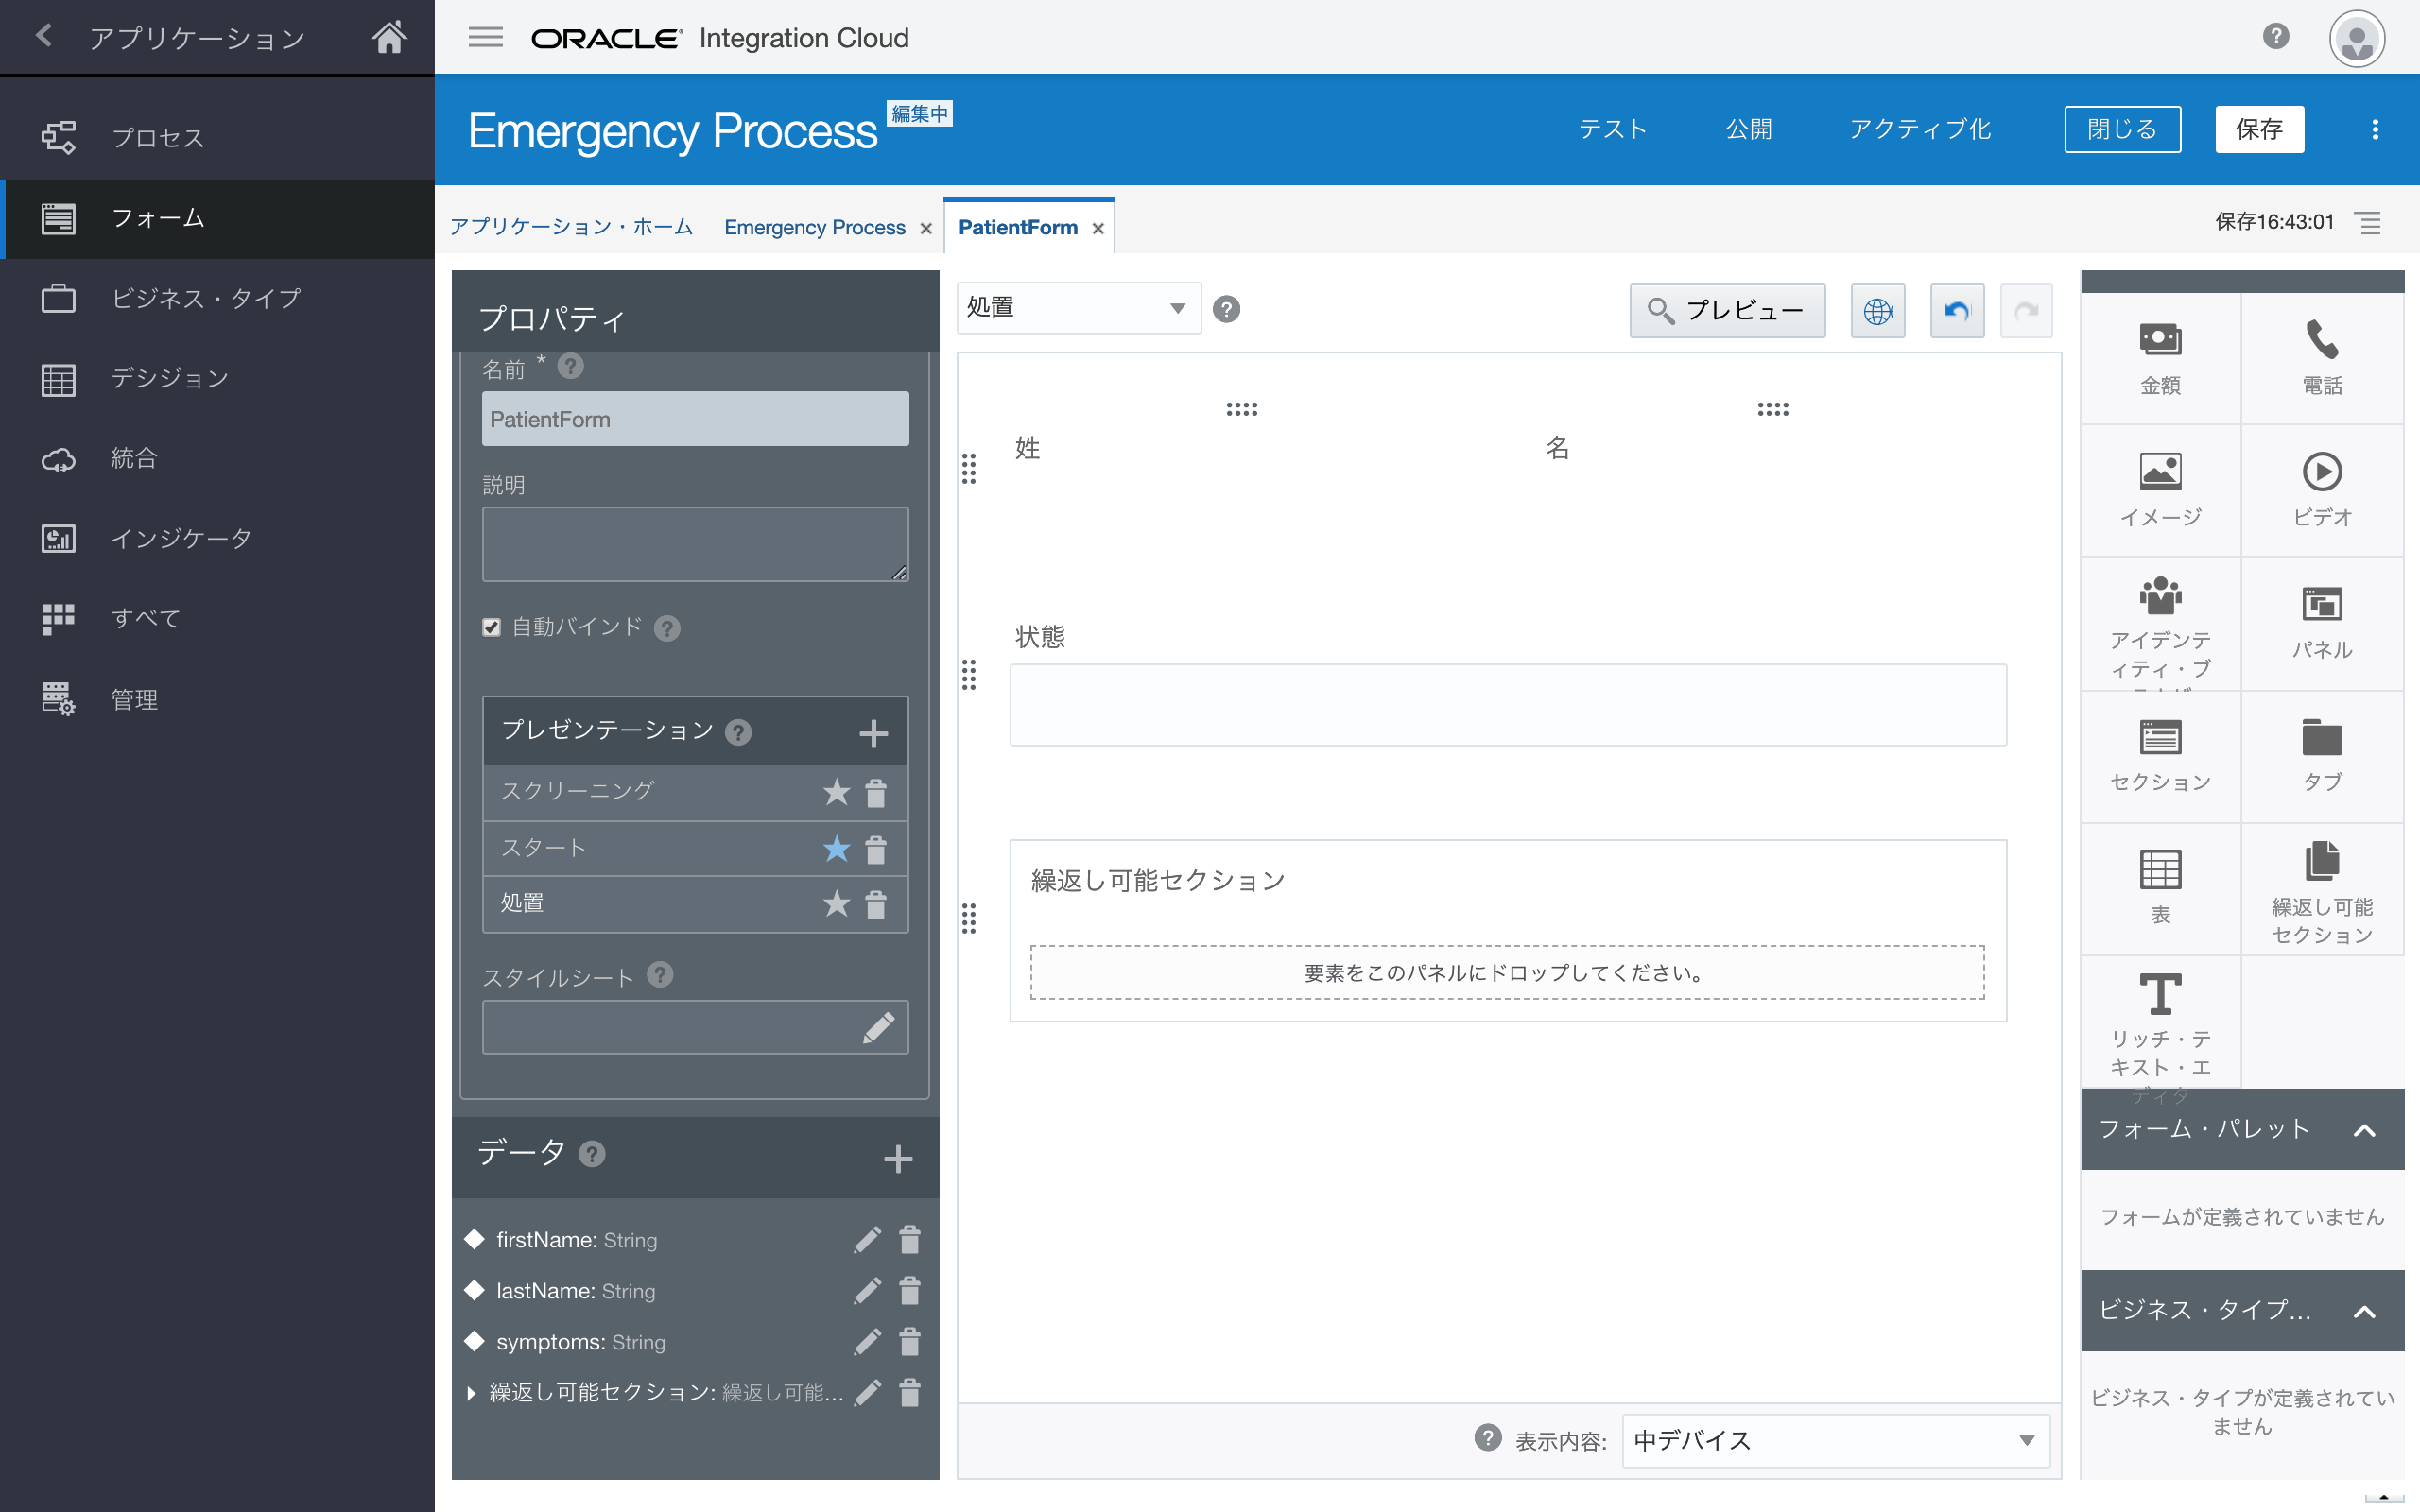 アプリケーション
ORACLE® Integration Cloud
?
プロセス
フォーム
ビジネス・タイプ
デシジョン
統合
インジケータ
すべて
管理
Emergency Process 編集中
テスト
公開
アクティブ化
閉じる
保存
アプリケーション・ホーム
Emergency Process ×
PatientForm ×
保存16:43:01
プロパティ
名前 * ?
PatientForm
説明
自動バインド ?
プレゼンテーション ? +
スクリーニング
スタート
処置
スタイルシート ?
データ ? +
firstName: String
lastName: String
symptoms: String
繰返し可能セクション: 繰返し可能...
処置 ?
プレビュー
姓
名
状態
繰返し可能セクション
要素をこのパネルにドロップしてください。
? 表示内容: 中デバイス
金額
電話
イメージ
ビデオ
アイデンテ
ィティ・ブ
パネル
セクション
タブ
表
繰返し可能
セクション
リッチ・テ
キスト・エ
ディタ
フォーム・パレット
フォームが定義されていません
ビジネス・タイプ...
ビジネス・タイプが定義されてい
ません